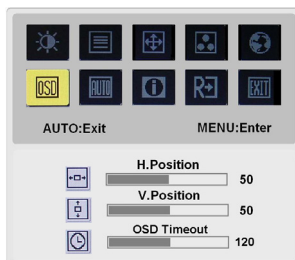 OSD AUTO i R EXIT
AUTO:Exit MENU:Enter
H.Position
50
V.Position
50
OSD Timeout
120